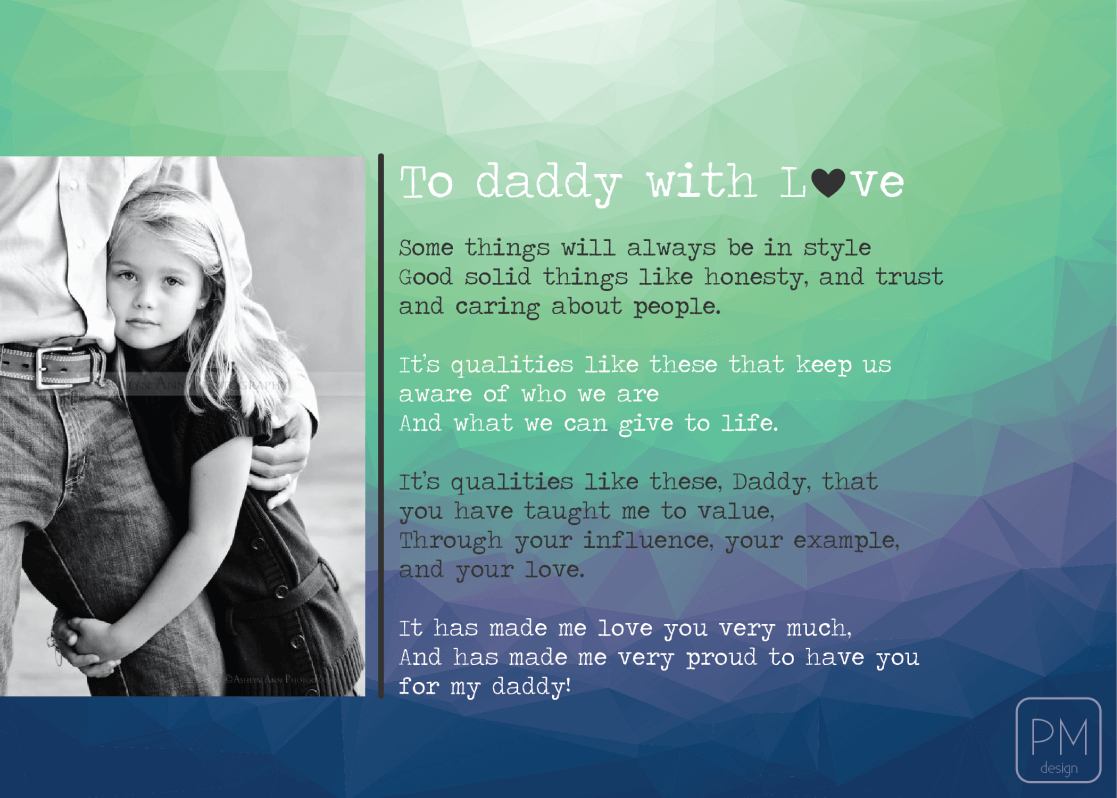 To daddy with L♥ve
Some things will always be in style
Good solid things like honesty, and trust
and caring about people.
It's qualities like these that keep us
aware of who we are
And what we can give to life.
It's qualities like these, Daddy, that
you have taught me to value,
Through your influence, your example,
and your love.
It has made me love you very much,
And has made me very proud to have you
for my daddy!
©Ashlyn Ann
PM
design